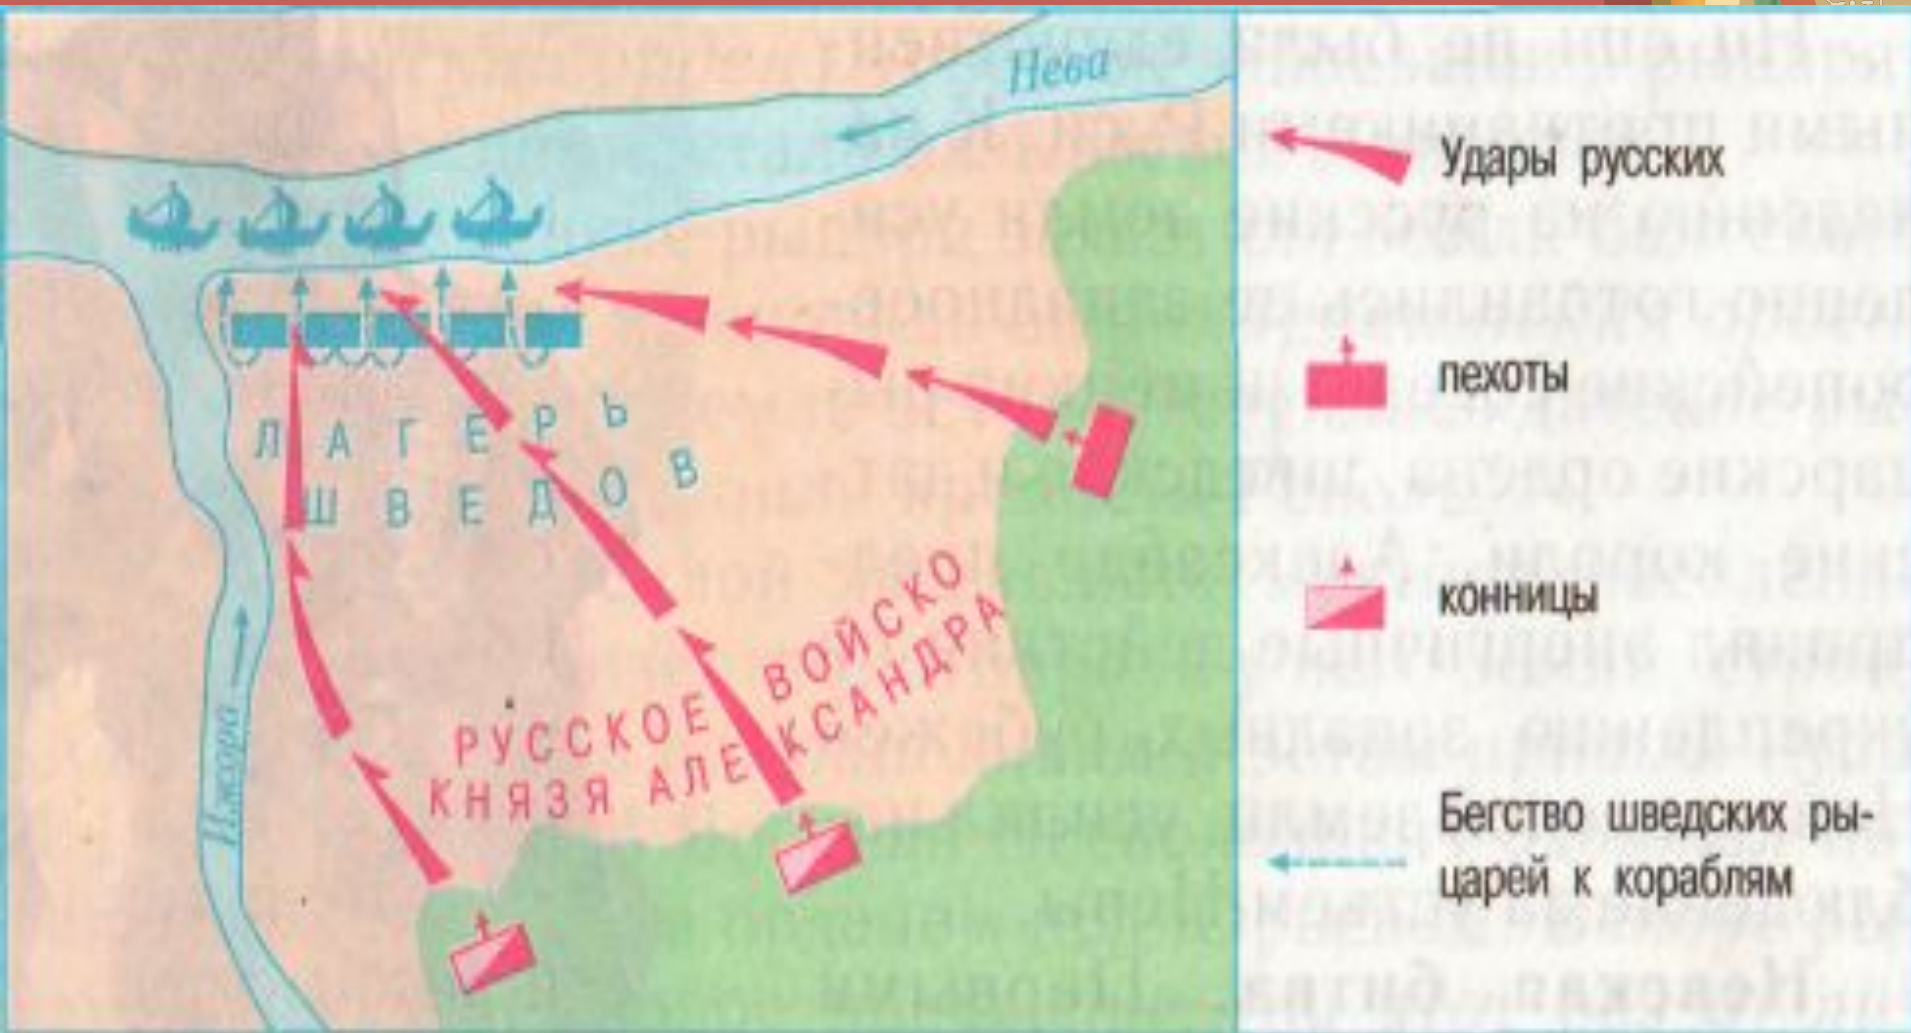 Нева
ЛАГЕРЬ
ШВЕДОВ
РУССКОЕ ВОЙСКО
КНЯЗЯ АЛЕКСАНДРА
Ижора
Удары русских
пехоты
конницы
Бегство шведских ры-
царей к кораблям